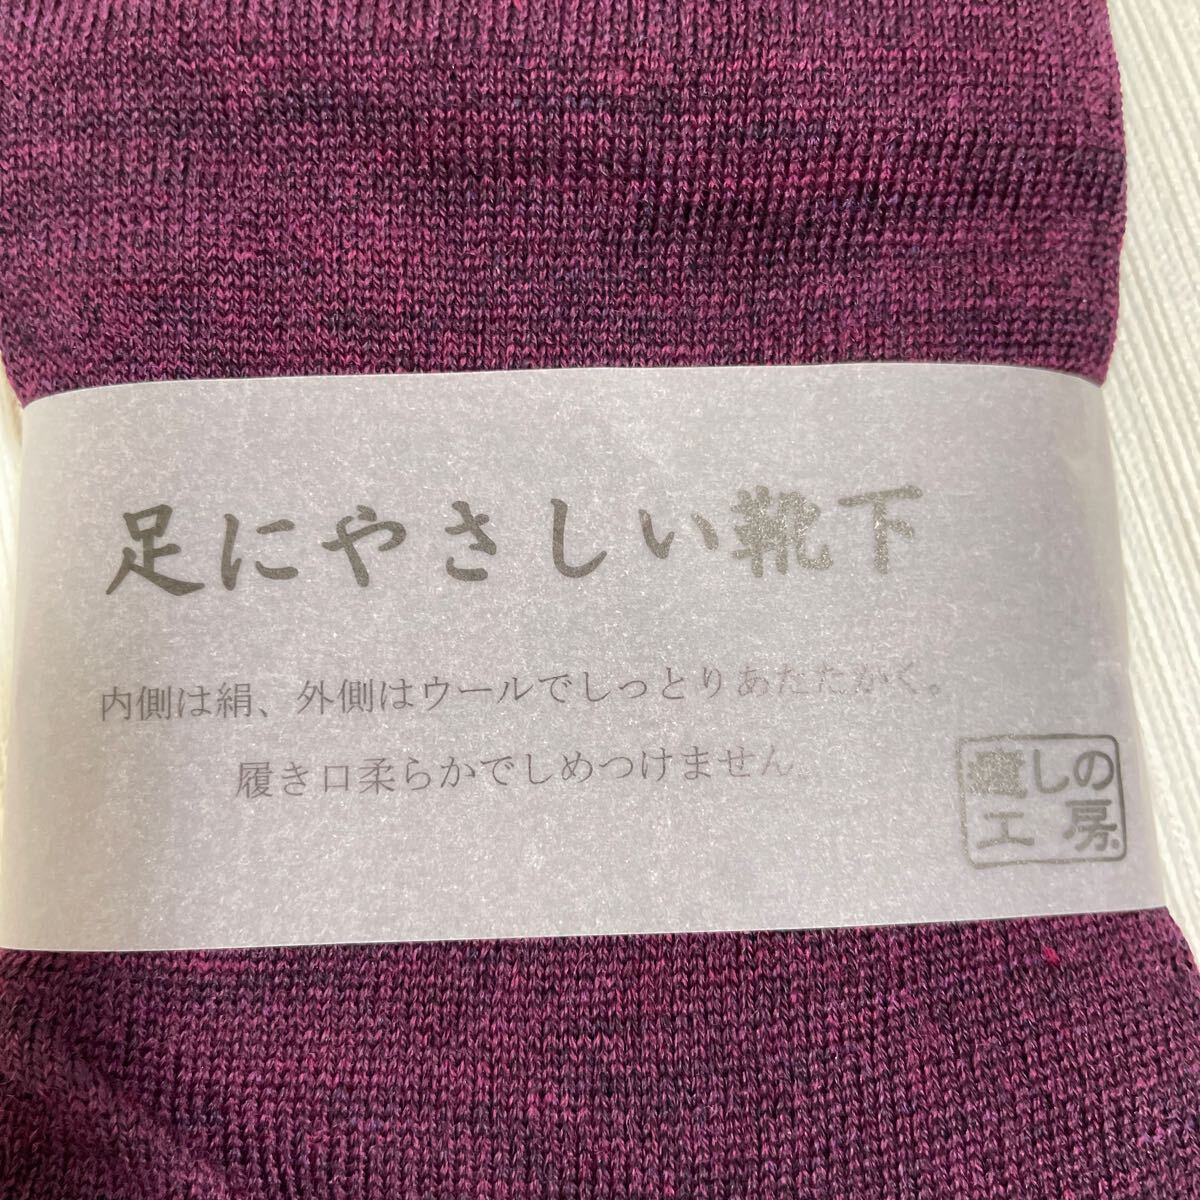 足にやさしい靴下
内側は絹、外側はウールでしっとりあたたかく。
履き口柔らかでしめつけません。
癒しの
工房